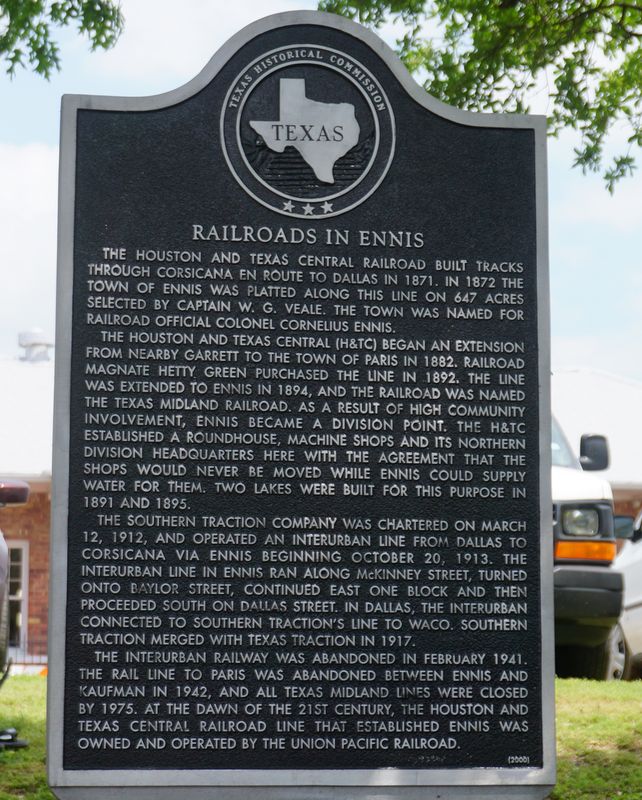 TEXAS HISTORICAL COMMISSION
TEXAS
RAILROADS IN ENNIS
THE HOUSTON AND TEXAS CENTRAL RAILROAD BUILT TRACKS
THROUGH CORSICANA EN ROUTE TO DALLAS IN 1871. IN 1872 THE
TOWN OF ENNIS WAS PLATTED ALONG THIS LINE ON 647 ACRES
SELECTED BY CAPTAIN W. G. VEALE. THE TOWN WAS NAMED FOR
RAILROAD OFFICIAL COLONEL CORNELIUS ENNIS.
THE HOUSTON AND TEXAS CENTRAL (H&TC) BEGAN AN EXTENSION
FROM NEARBY GARRETT TO THE TOWN OF PARIS IN 1882. RAILROAD
MAGNATE HETTY GREEN PURCHASED THE LINE IN 1892. THE LINE
WAS EXTENDED TO ENNIS IN 1894, AND THE RAILROAD WAS NAMED
THE TEXAS MIDLAND RAILROAD. AS A RESULT OF HIGH COMMUNITY
INVOLVEMENT, ENNIS BECAME A DIVISION POINT. THE H&TC
ESTABLISHED A ROUNDHOUSE, MACHINE SHOPS AND ITS NORTHERN
DIVISION HEADQUARTERS HERE WITH THE AGREEMENT THAT THE
SHOPS WOULD NEVER BE MOVED WHILE ENNIS COULD SUPPLY
WATER FOR THEM. TWO LAKES WERE BUILT FOR THIS PURPOSE IN
1891 AND 1895.
THE SOUTHERN TRACTION COMPANY WAS CHARTERED ON MARCH
12, 1912, AND OPERATED AN INTERURBAN LINE FROM DALLAS TO
CORSICANA VIA ENNIS BEGINNING OCTOBER 20, 1913. THE
INTERURBAN LINE IN ENNIS RAN ALONG McKINNEY STREET, TURNED
ONTO BAYLOR STREET, CONTINUED EAST ONE BLOCK AND THEN
PROCEEDED SOUTH ON DALLAS STREET. IN DALLAS, THE INTERURBAN
CONNECTED TO SOUTHERN TRACTION'S LINE TO WACO. SOUTHERN
TRACTION MERGED WITH TEXAS TRACTION IN 1917.
THE INTERURBAN RAILWAY WAS ABANDONED IN FEBRUARY 1941.
THE RAIL LINE TO PARIS WAS ABANDONED BETWEEN ENNIS AND
KAUFMAN IN 1942, AND ALL TEXAS MIDLAND LINES WERE CLOSED
BY 1975. AT THE DAWN OF THE 21ST CENTURY, THE HOUSTON AND
TEXAS CENTRAL RAILROAD LINE THAT ESTABLISHED ENNIS WAS
OWNED AND OPERATED BY THE UNION PACIFIC RAILROAD.
(2000)